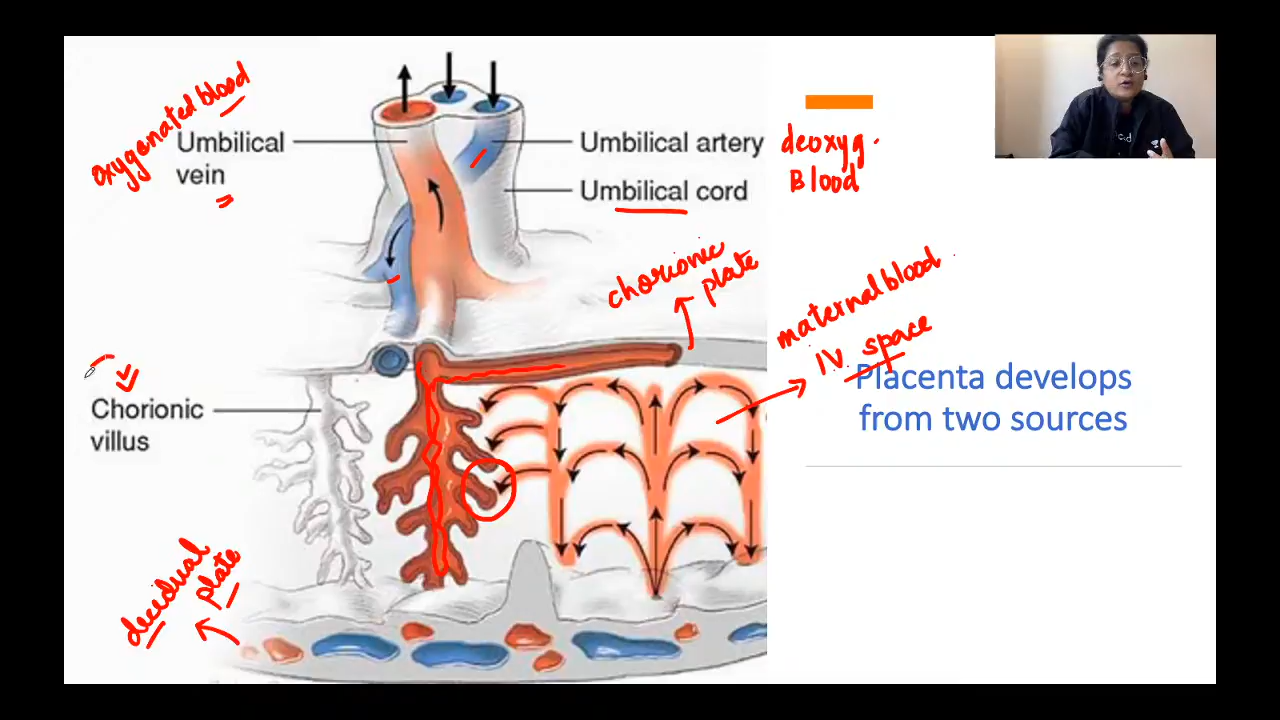 oxygenated blood
Umbilical
vein
Umbilical artery
Umbilical cord
deoxyg.
Blood
chorionic
plate
maternal blood
IV space
Placenta develops
from two sources
Chorionic
villus
decidual
plate